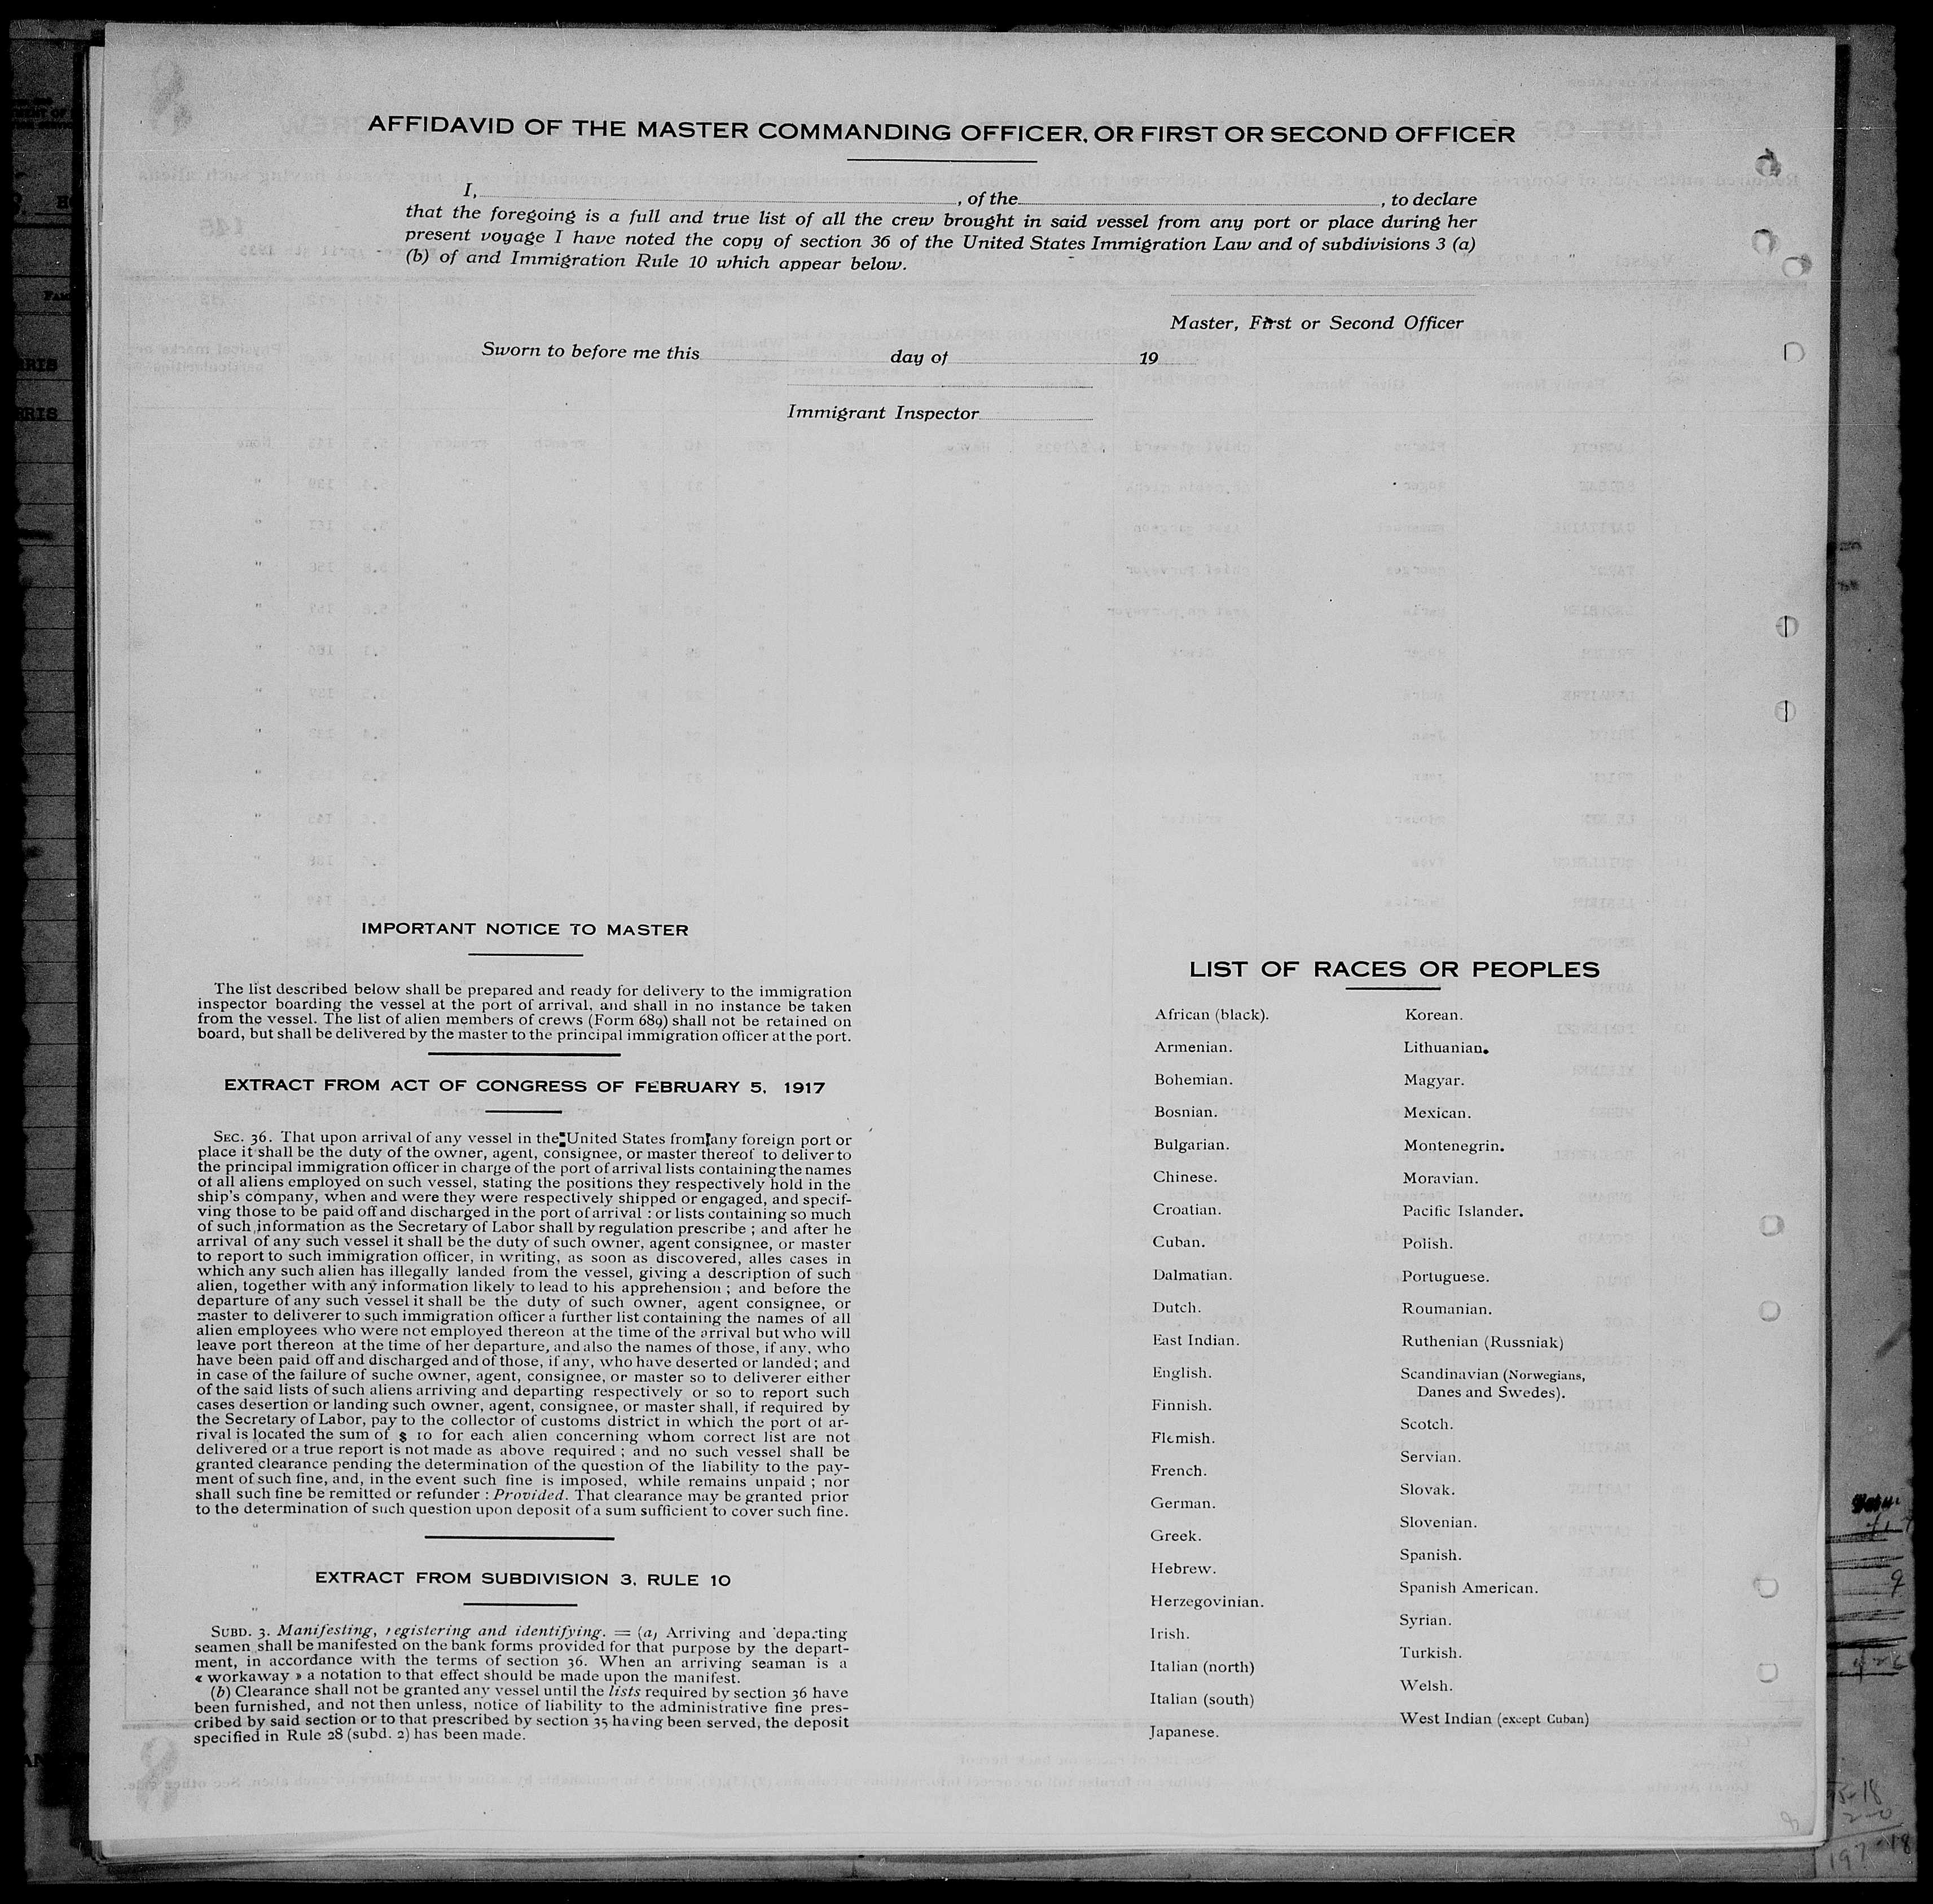 AFFIDAVID OF THE MASTER COMMANDING OFFICER, OR FIRST OR SECOND OFFICER
I, , of the , to declare
that the foregoing is a full and true list of all the crew brought in said vessel from any port or place during her
present voyage I have noted the copy of section 36 of the United States Immigration Law and of subdivisions 3 (a)
(b) of and Immigration Rule 10 which appear below.
Master, First or Second Officer
Sworn to before me this day of 19
Immigrant Inspector
IMPORTANT NOTICE TO MASTER
The list described below shall be prepared and ready for delivery to the immigration
inspector boarding the vessel at the port of arrival, and shall in no instance be taken
from the vessel. The list of alien members of crews (Form 689) shall not be retained on
board, but shall be delivered by the master to the principal immigration officer at the port.
EXTRACT FROM ACT OF CONGRESS OF FEBRUARY 5, 1917
SEC. 36. That upon arrival of any vessel in the United States from any foreign port or
place it shall be the duty of the owner, agent, consignee, or master thereof to deliver to
the principal immigration officer in charge of the port of arrival lists containing the names
of all aliens employed on such vessel, stating the positions they respectively hold in the
ship's company, when and were they were respectively shipped or engaged, and specif-
ving those to be paid off and discharged in the port of arrival : or lists containing so much
of such information as the Secretary of Labor shall by regulation prescribe ; and after he
arrival of any such vessel it shall be the duty of such owner, agent consignee, or master
to report to such immigration officer, in writing, as soon as discovered, alles cases in
which any such alien has illegally landed from the vessel, giving a description of such
alien, together with any information likely to lead to his apprehension ; and before the
departure of any such vessel it shall be the duty of such owner, agent consignee, or
master to deliverer to such immigration officer a further list containing the names of all
alien employees who were not employed thereon at the time of the arrival but who will
leave port thereon at the time of her departure, and also the names of those, if any, who
have been paid off and discharged and of those, if any, who have deserted or landed ; and
in case of the failure of suche owner, agent, consignee, or master so to deliverer either
of the said lists of such aliens arriving and departing respectively or so to report such
cases desertion or landing such owner, agent, consignee, or master shall, if required by
the Secretary of Labor, pay to the collector of customs district in which the port of ar-
rival is located the sum of $ 10 for each alien concerning whom correct list are not
delivered or a true report is not made as above required ; and no such vessel shall be
granted clearance pending the determination of the question of the liability to the pay-
ment of such fine, and, in the event such fine is imposed, while remains unpaid ; nor
shall such fine be remitted or refunder : Provided. That clearance may be granted prior
to the determination of such question upon deposit of a sum sufficient to cover such fine.
EXTRACT FROM SUBDIVISION 3, RULE 10
SUBD. 3. Manifesting, registering and identifying. = (a) Arriving and departing
seamen shall be manifested on the bank forms provided for that purpose by the depart-
ment, in accordance with the terms of section 36. When an arriving seaman is a
« workaway » a notation to that effect should be made upon the manifest.
(b) Clearance shall not be granted any vessel until the lists required by section 36 have
been furnished, and not then unless, notice of liability to the administrative fine pres-
cribed by said section or to that prescribed by section 35 having been served, the deposit
specified in Rule 28 (subd. 2) has been made.
LIST OF RACES OR PEOPLES
African (black).
Armenian.
Bohemian.
Bosnian.
Bulgarian.
Chinese.
Croatian.
Cuban.
Dalmatian.
Dutch.
East Indian.
English.
Finnish.
Flemish.
French.
German.
Greek.
Hebrew.
Herzegovinian.
Irish.
Italian (north)
Italian (south)
Japanese.
Korean.
Lithuanian.
Magyar.
Mexican.
Montenegrin.
Moravian.
Pacific Islander.
Polish.
Portuguese.
Roumanian.
Ruthenian (Russniak)
Scandinavian (Norwegians,
Danes and Swedes).
Scotch.
Servian.
Slovak.
Slovenian.
Spanish.
Spanish American.
Syrian.
Turkish.
Welsh.
West Indian (except Cuban)